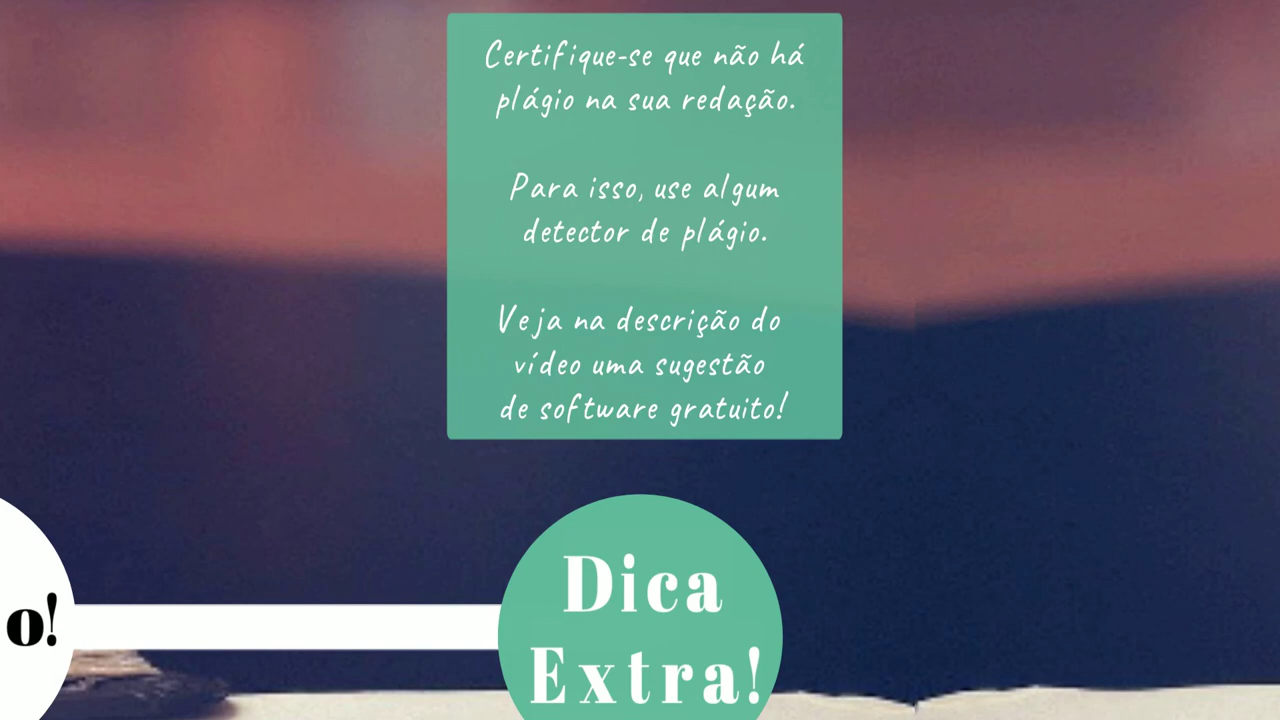 Certifique-se que não há
plágio na sua redação.
Para isso, use algum
detector de plágio.
Veja na descrição do
vídeo uma sugestão
de software gratuito!
o!
Dica
Extra!